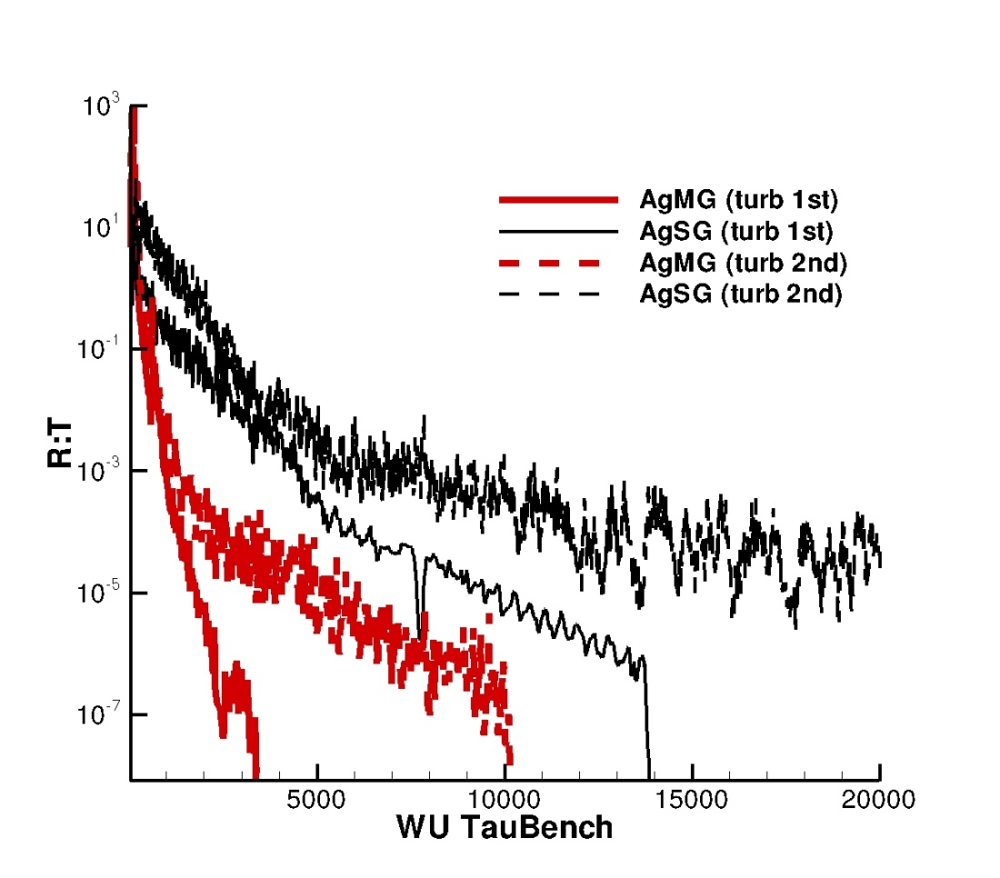 10³
10¹
10⁻¹
10⁻³
10⁻⁵
10⁻⁷
R:T
AgMG (turb 1st)
AgSG (turb 1st)
AgMG (turb 2nd)
AgSG (turb 2nd)
5000 10000 15000 20000
WU TauBench